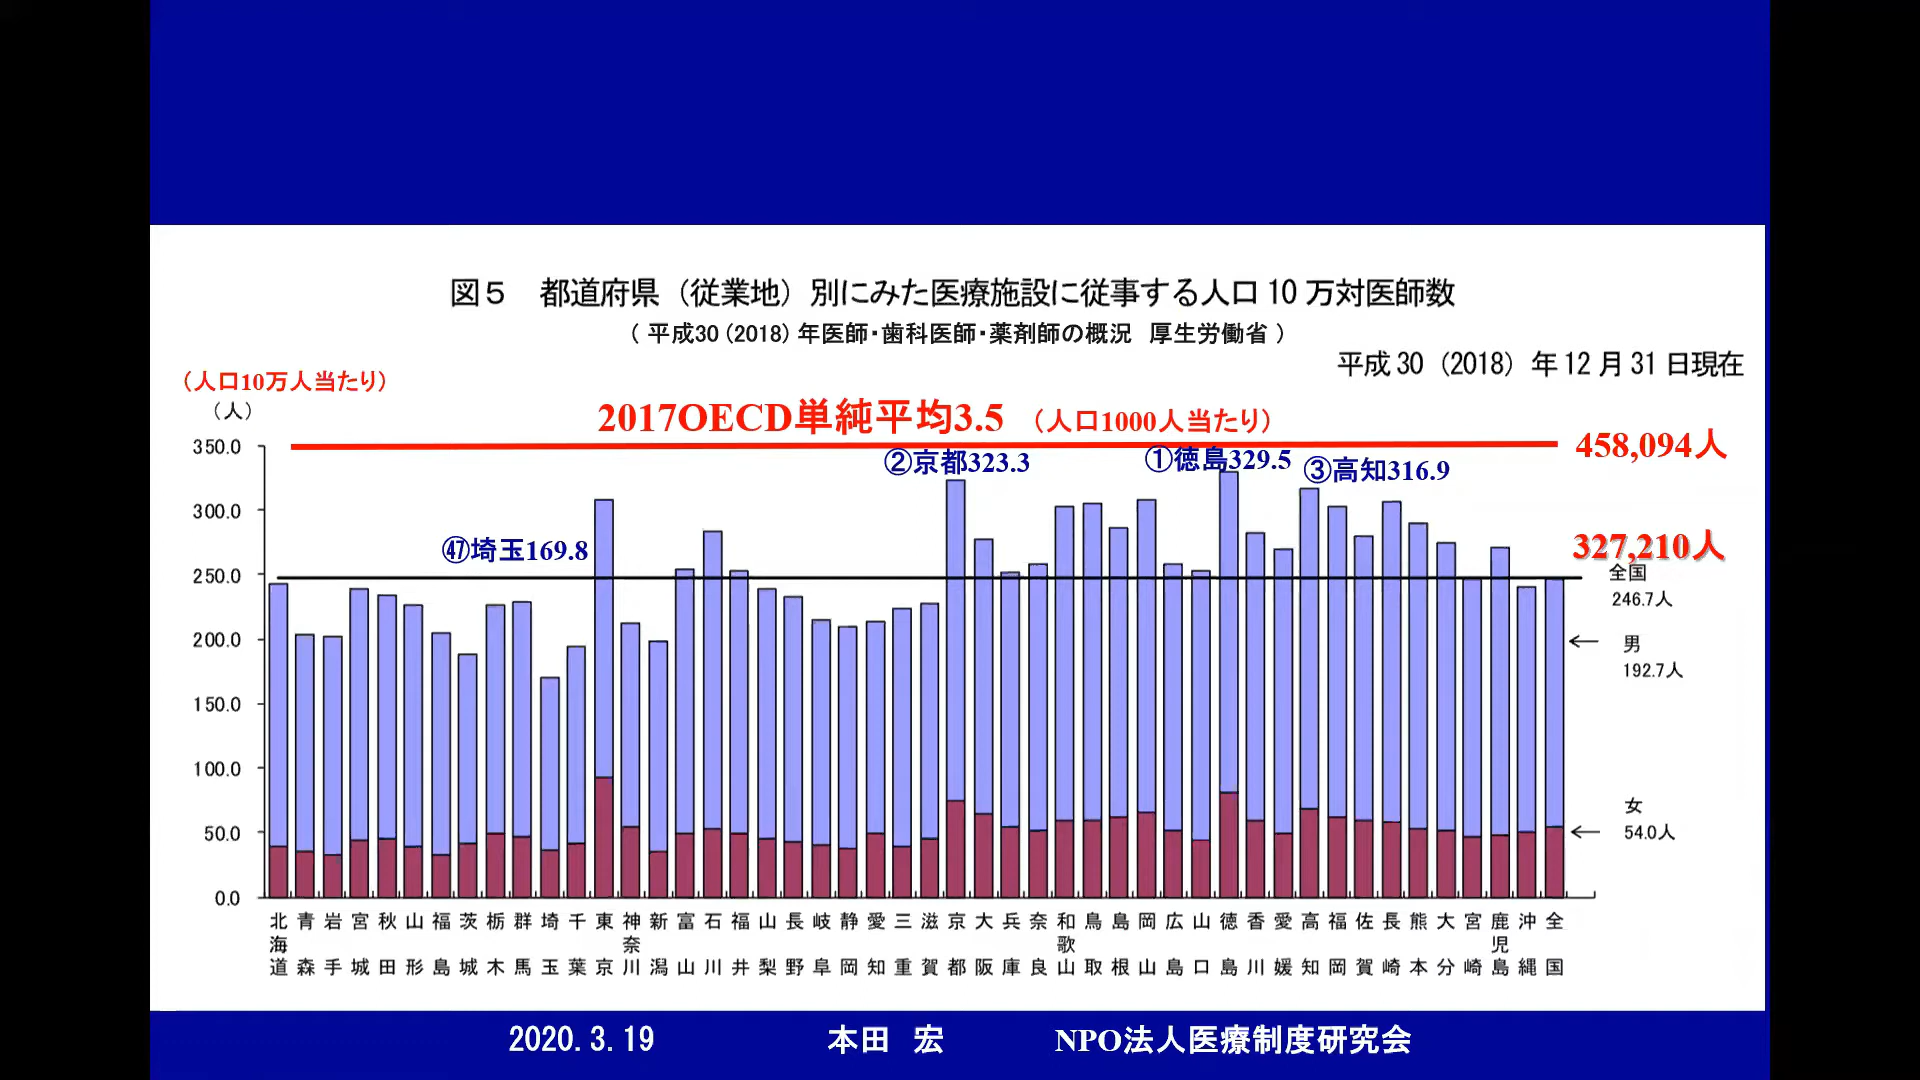 図５　都道府県（従業地）別にみた医療施設に従事する人口 10 万対医師数
（ 平成30 (2018) 年医師・歯科医師・薬剤師の概況　厚生労働省 ）
平成 30（2018）年 12 月 31 日現在
（人口10万人当たり）
（人）
2017OECD単純平均3.5 （人口1000人当たり）
350.0
300.0
250.0
200.0
150.0
100.0
50.0
0.0
458,094人
②京都323.3
①徳島329.5
③高知316.9
㊼埼玉169.8
327,210人
全国
246.7人
男
192.7人
女
54.0人
北海道 青森 岩手 宮城 秋田 山形 福島 茨城 栃木 群馬 埼玉 千葉 東京 神奈川 新潟 富山 石川 福井 山梨 長野 岐阜 静岡 愛知 三重 滋賀 京都 大阪 兵庫 奈良 和歌山 鳥取 島根 岡山 広島 山口 徳島 香川 愛媛 高知 福岡 佐賀 長崎 熊本 大分 宮崎 鹿児島 沖縄 全国
2020.3.19　本田　宏　NPO法人医療制度研究会